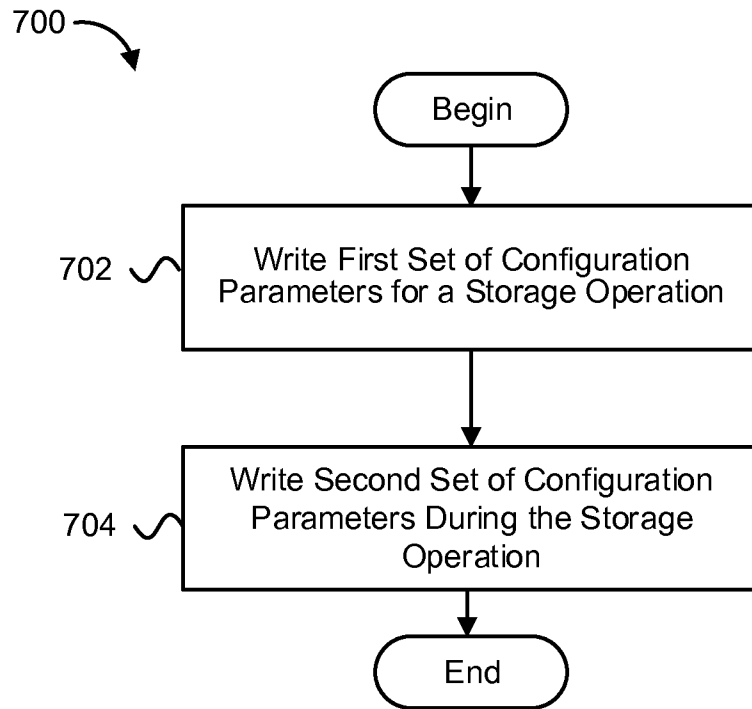 700
Begin
702
Write First Set of Configuration
Parameters for a Storage Operation
704
Write Second Set of Configuration
Parameters During the Storage
Operation
End